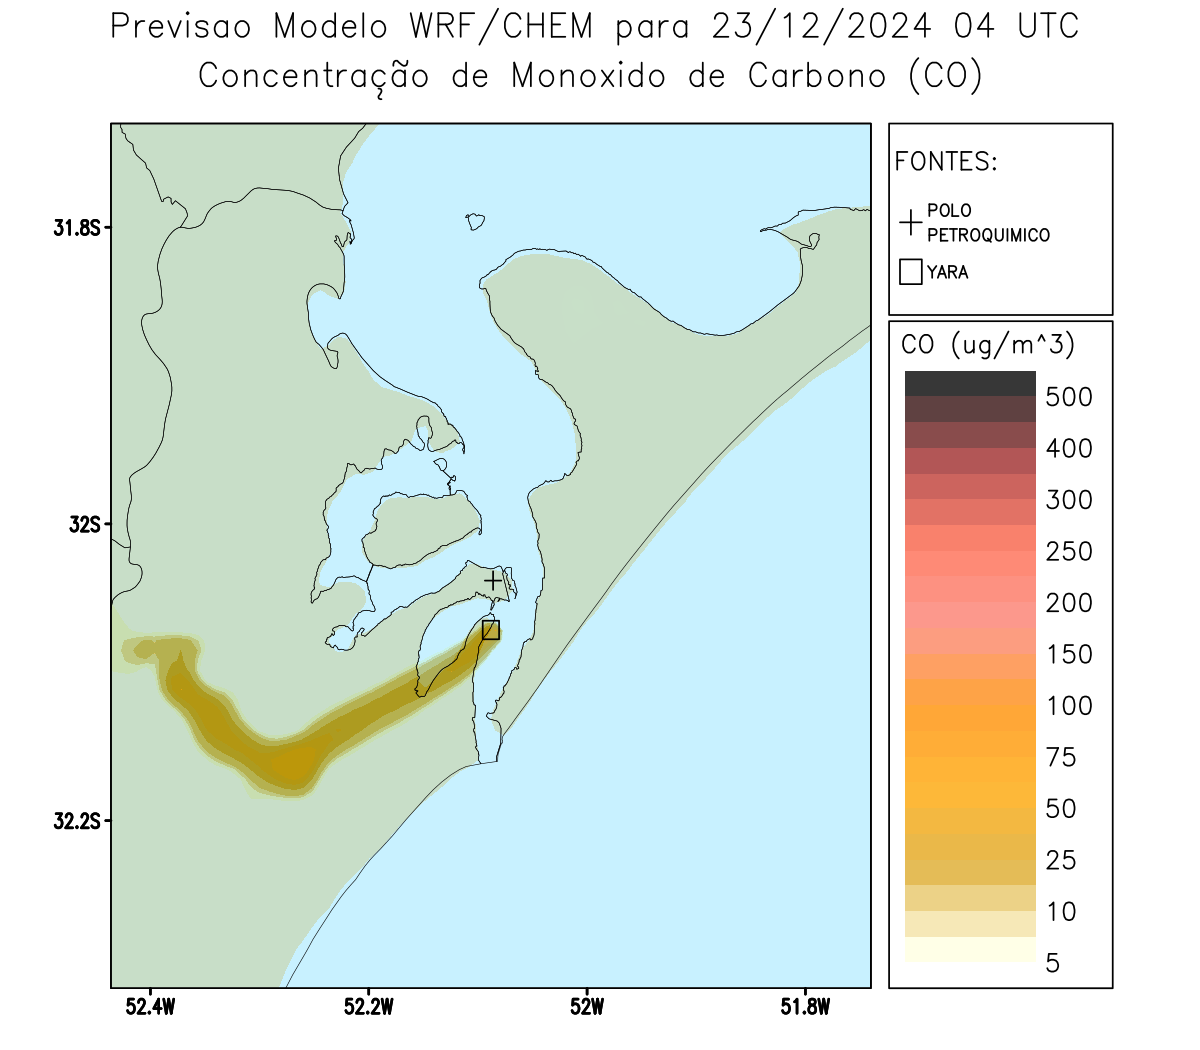 Previsao Modelo WRF/CHEM para 23/12/2024 04 UTC
Concentração de Monoxido de Carbono (CO)
FONTES:
POLO
PETROQUIMICO
YARA
CO (ug/m^3)
500
400
300
250
200
150
100
75
50
25
10
5
31.8S
32S
32.2S
52.4W
52.2W
52W
51.8W